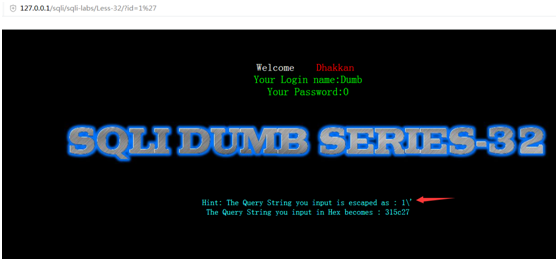 127.0.0.1/sqli/sqli-labs/Less-32/?id=1%27
Welcome Dhakkan
Your Login name:Dumb
Your Password:0
SQLI DUMB SERIES-32
Hint: The Query String you input is escaped as : 1\'
The Query String you input in Hex becomes : 315c27